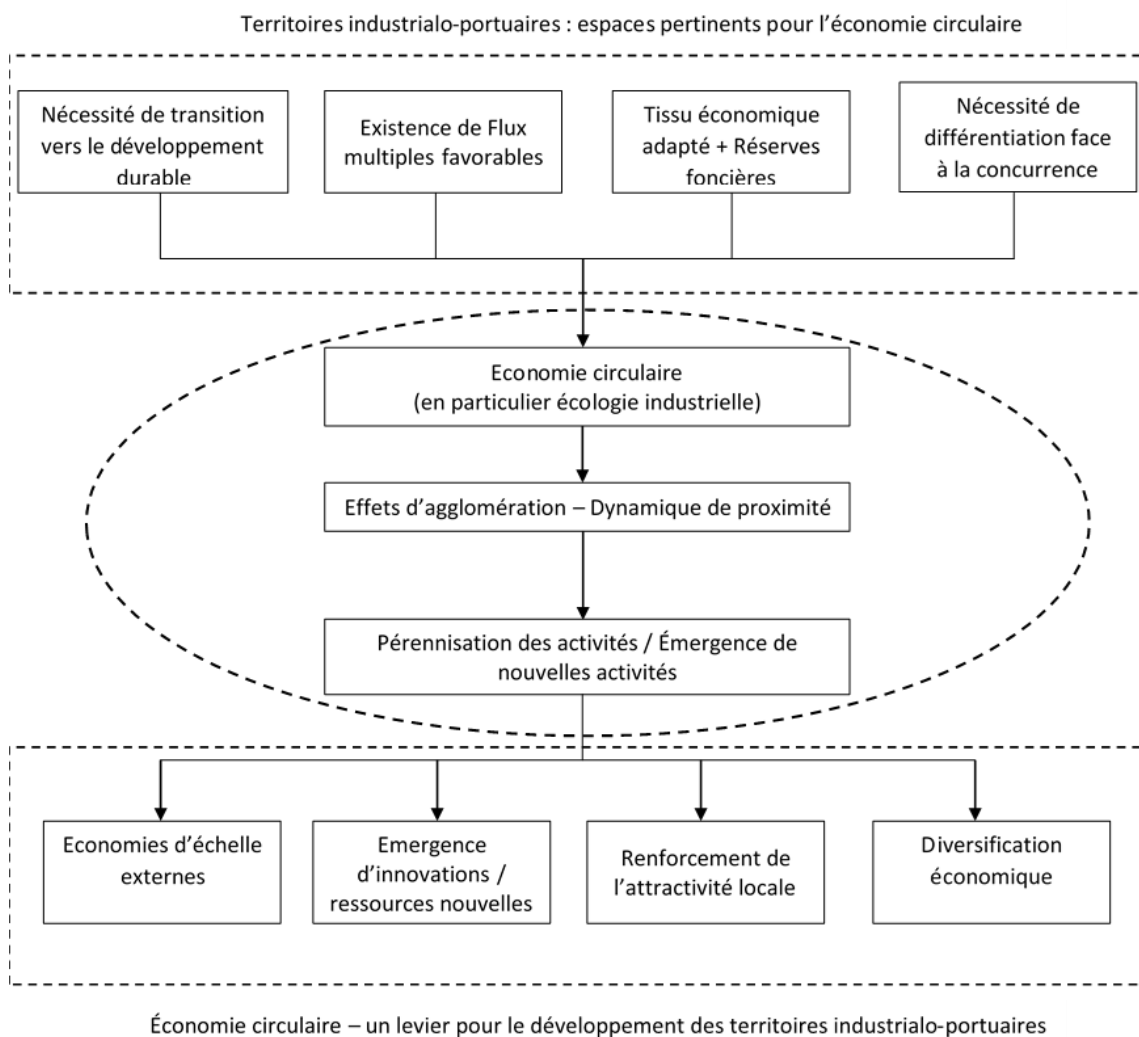 Territoires industrialo-portuaires : espaces pertinents pour l’économie circulaire
Nécessité de transition
vers le développement
durable
Existence de Flux
multiples favorables
Tissu économique
adapté + Réserves
foncières
Nécessité de
différentiation face
à la concurrence
Economie circulaire
(en particulier écologie industrielle)
Effets d’agglomération – Dynamique de proximité
Pérennisation des activités / Émergence de
nouvelles activités
Economies d’échelle
externes
Emergence
d’innovations /
ressources nouvelles
Renforcement de
l’attractivité locale
Diversification
économique
Économie circulaire – un levier pour le développement des territoires industrialo-portuaires